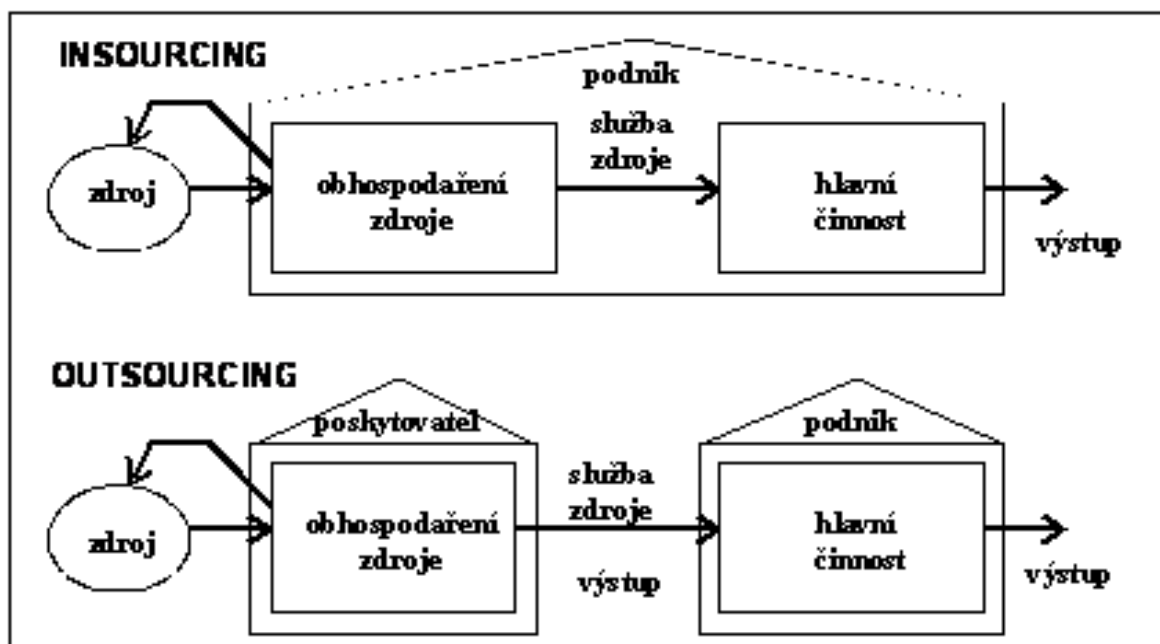 INSOURCING
podnik
služba
zdroje
zdroj
obhospodaření
zdroje
hlavní
činnost
výstup
OUTSOURCING
poskytovatel
podnik
služba
zdroje
zdroj
obhospodaření
zdroje
hlavní
činnost
výstup
výstup